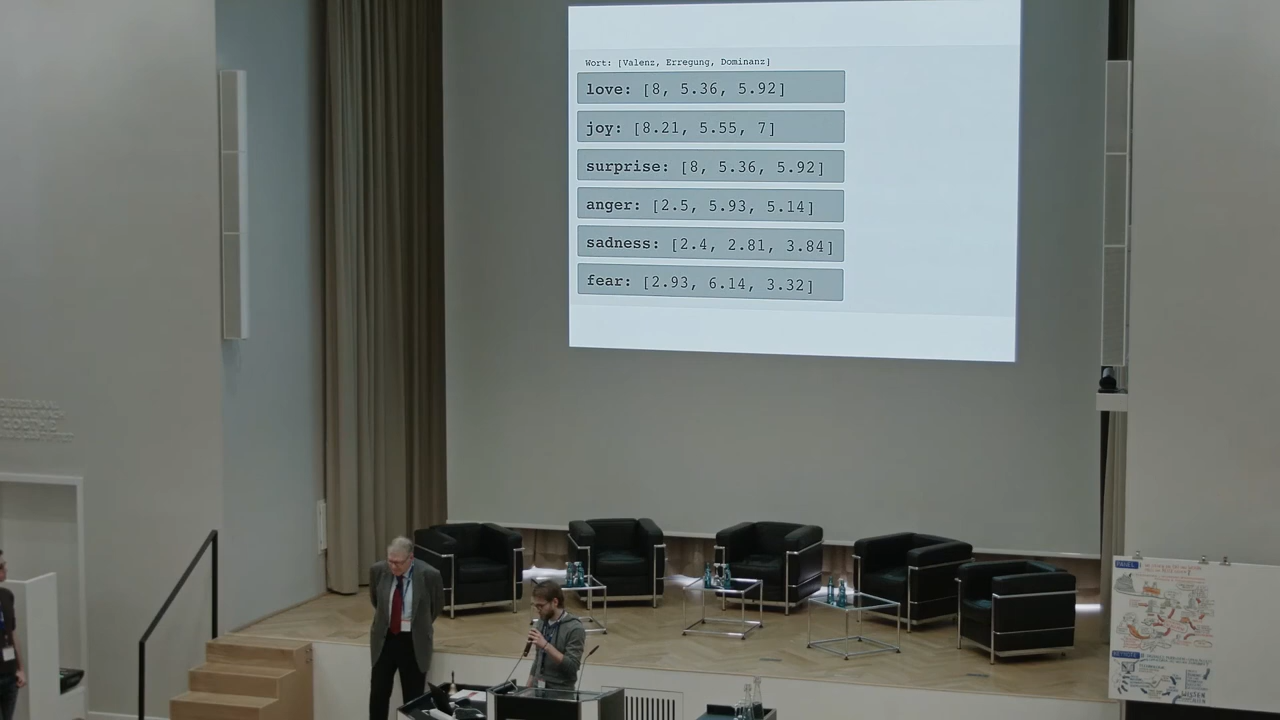 Wort: [Valenz, Erregung, Dominanz]
love: [8, 5.36, 5.92]
joy: [8.21, 5.55, 7]
surprise: [8, 5.36, 5.92]
anger: [2.5, 5.93, 5.14]
sadness: [2.4, 2.81, 3.84]
fear: [2.93, 6.14, 3.32]